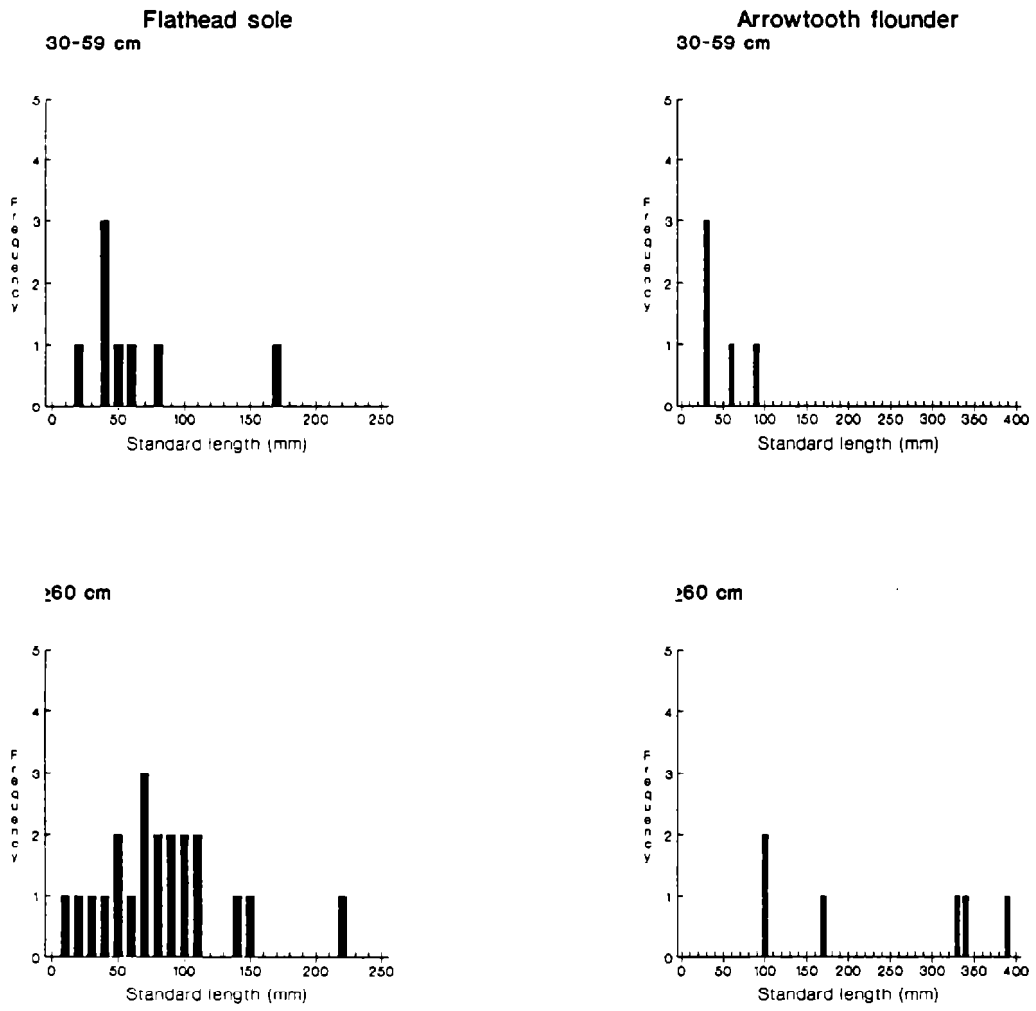 Flathead sole
30-59 cm
5
4
3
2
1
0
Frequency
0 50 100 150 200 250
Standard length (mm)
Arrowtooth flounder
30-59 cm
5
4
3
2
1
0
Frequency
0 50 100 150 200 250 300 350 400
Standard length (mm)
≥60 cm
5
4
3
2
1
0
Frequency
0 50 100 150 200 250
Standard length (mm)
≥60 cm
5
4
3
2
1
0
Frequency
0 50 100 150 200 250 300 350 400
Standard length (mm)